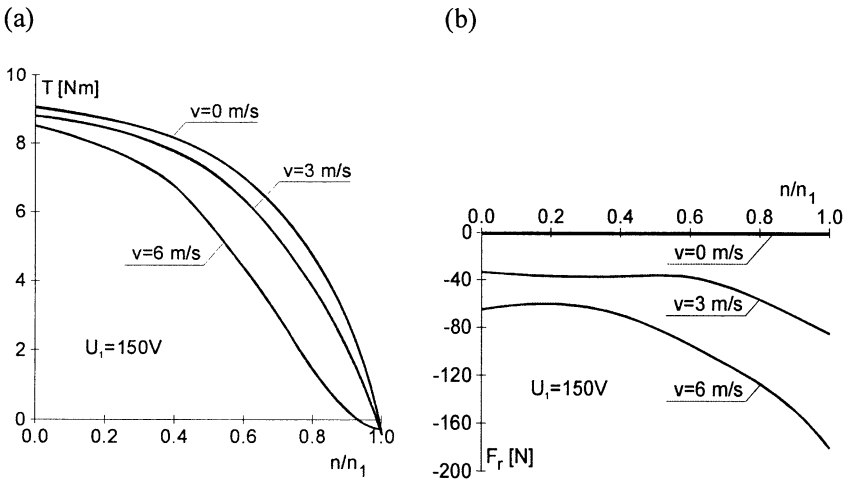 (a)
T [Nm]
10
8
6
4
2
0
0.0 0.2 0.4 0.6 0.8 1.0
n/n₁
v=0 m/s
v=3 m/s
v=6 m/s
U₁=150V
(b)
n/n₁
0.0 0.2 0.4 0.6 0.8 1.0
0
-40
-80
-120
-160
-200
v=0 m/s
v=3 m/s
v=6 m/s
U₁=150V
Fᵣ [N]